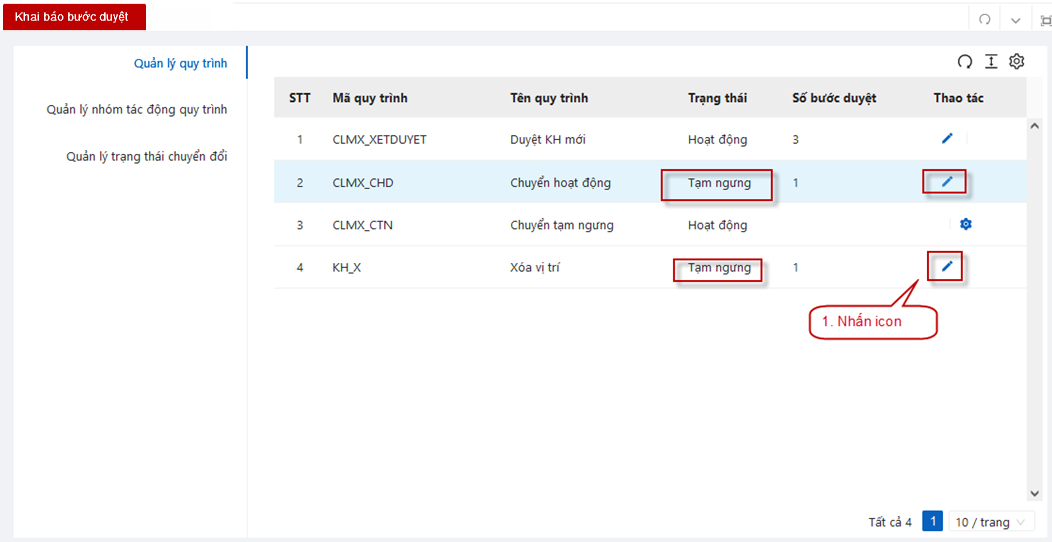 Khai báo bước duyệt
Quản lý quy trình
Quản lý nhóm tác động quy trình
Quản lý trạng thái chuyển đổi
STT Mã quy trình Tên quy trình Trạng thái Số bước duyệt Thao tác
1 CLMX_XETDUYET Duyệt KH mới Hoạt động 3
2 CLMX_CHD Chuyển hoạt động Tạm ngưng 1
3 CLMX_CTN Chuyển tạm ngưng Hoạt động
4 KH_X Xóa vị trí Tạm ngưng 1
1. Nhấn icon
Tất cả 4 1 10 / trang